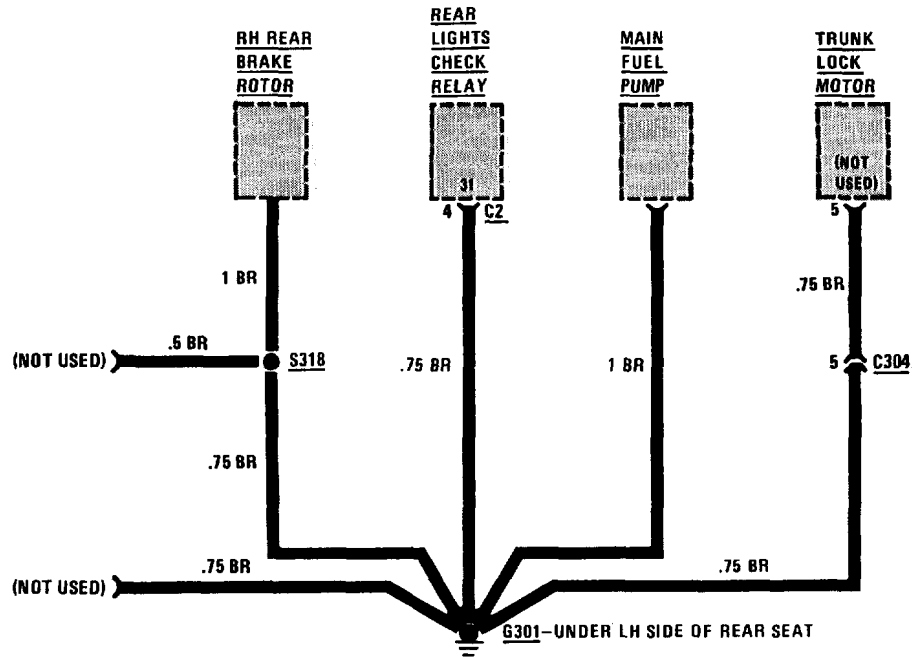 RH REAR
BRAKE
ROTOR
REAR
LIGHTS
CHECK
RELAY
MAIN
FUEL
PUMP
TRUNK
LOCK
MOTOR
(NOT
USED)
31
4 C2
5
1 BR
.75 BR
.5 BR
(NOT USED)
S318
.75 BR
1 BR
5 C304
.75 BR
(NOT USED)
.75 BR
.75 BR
G301–UNDER LH SIDE OF REAR SEAT